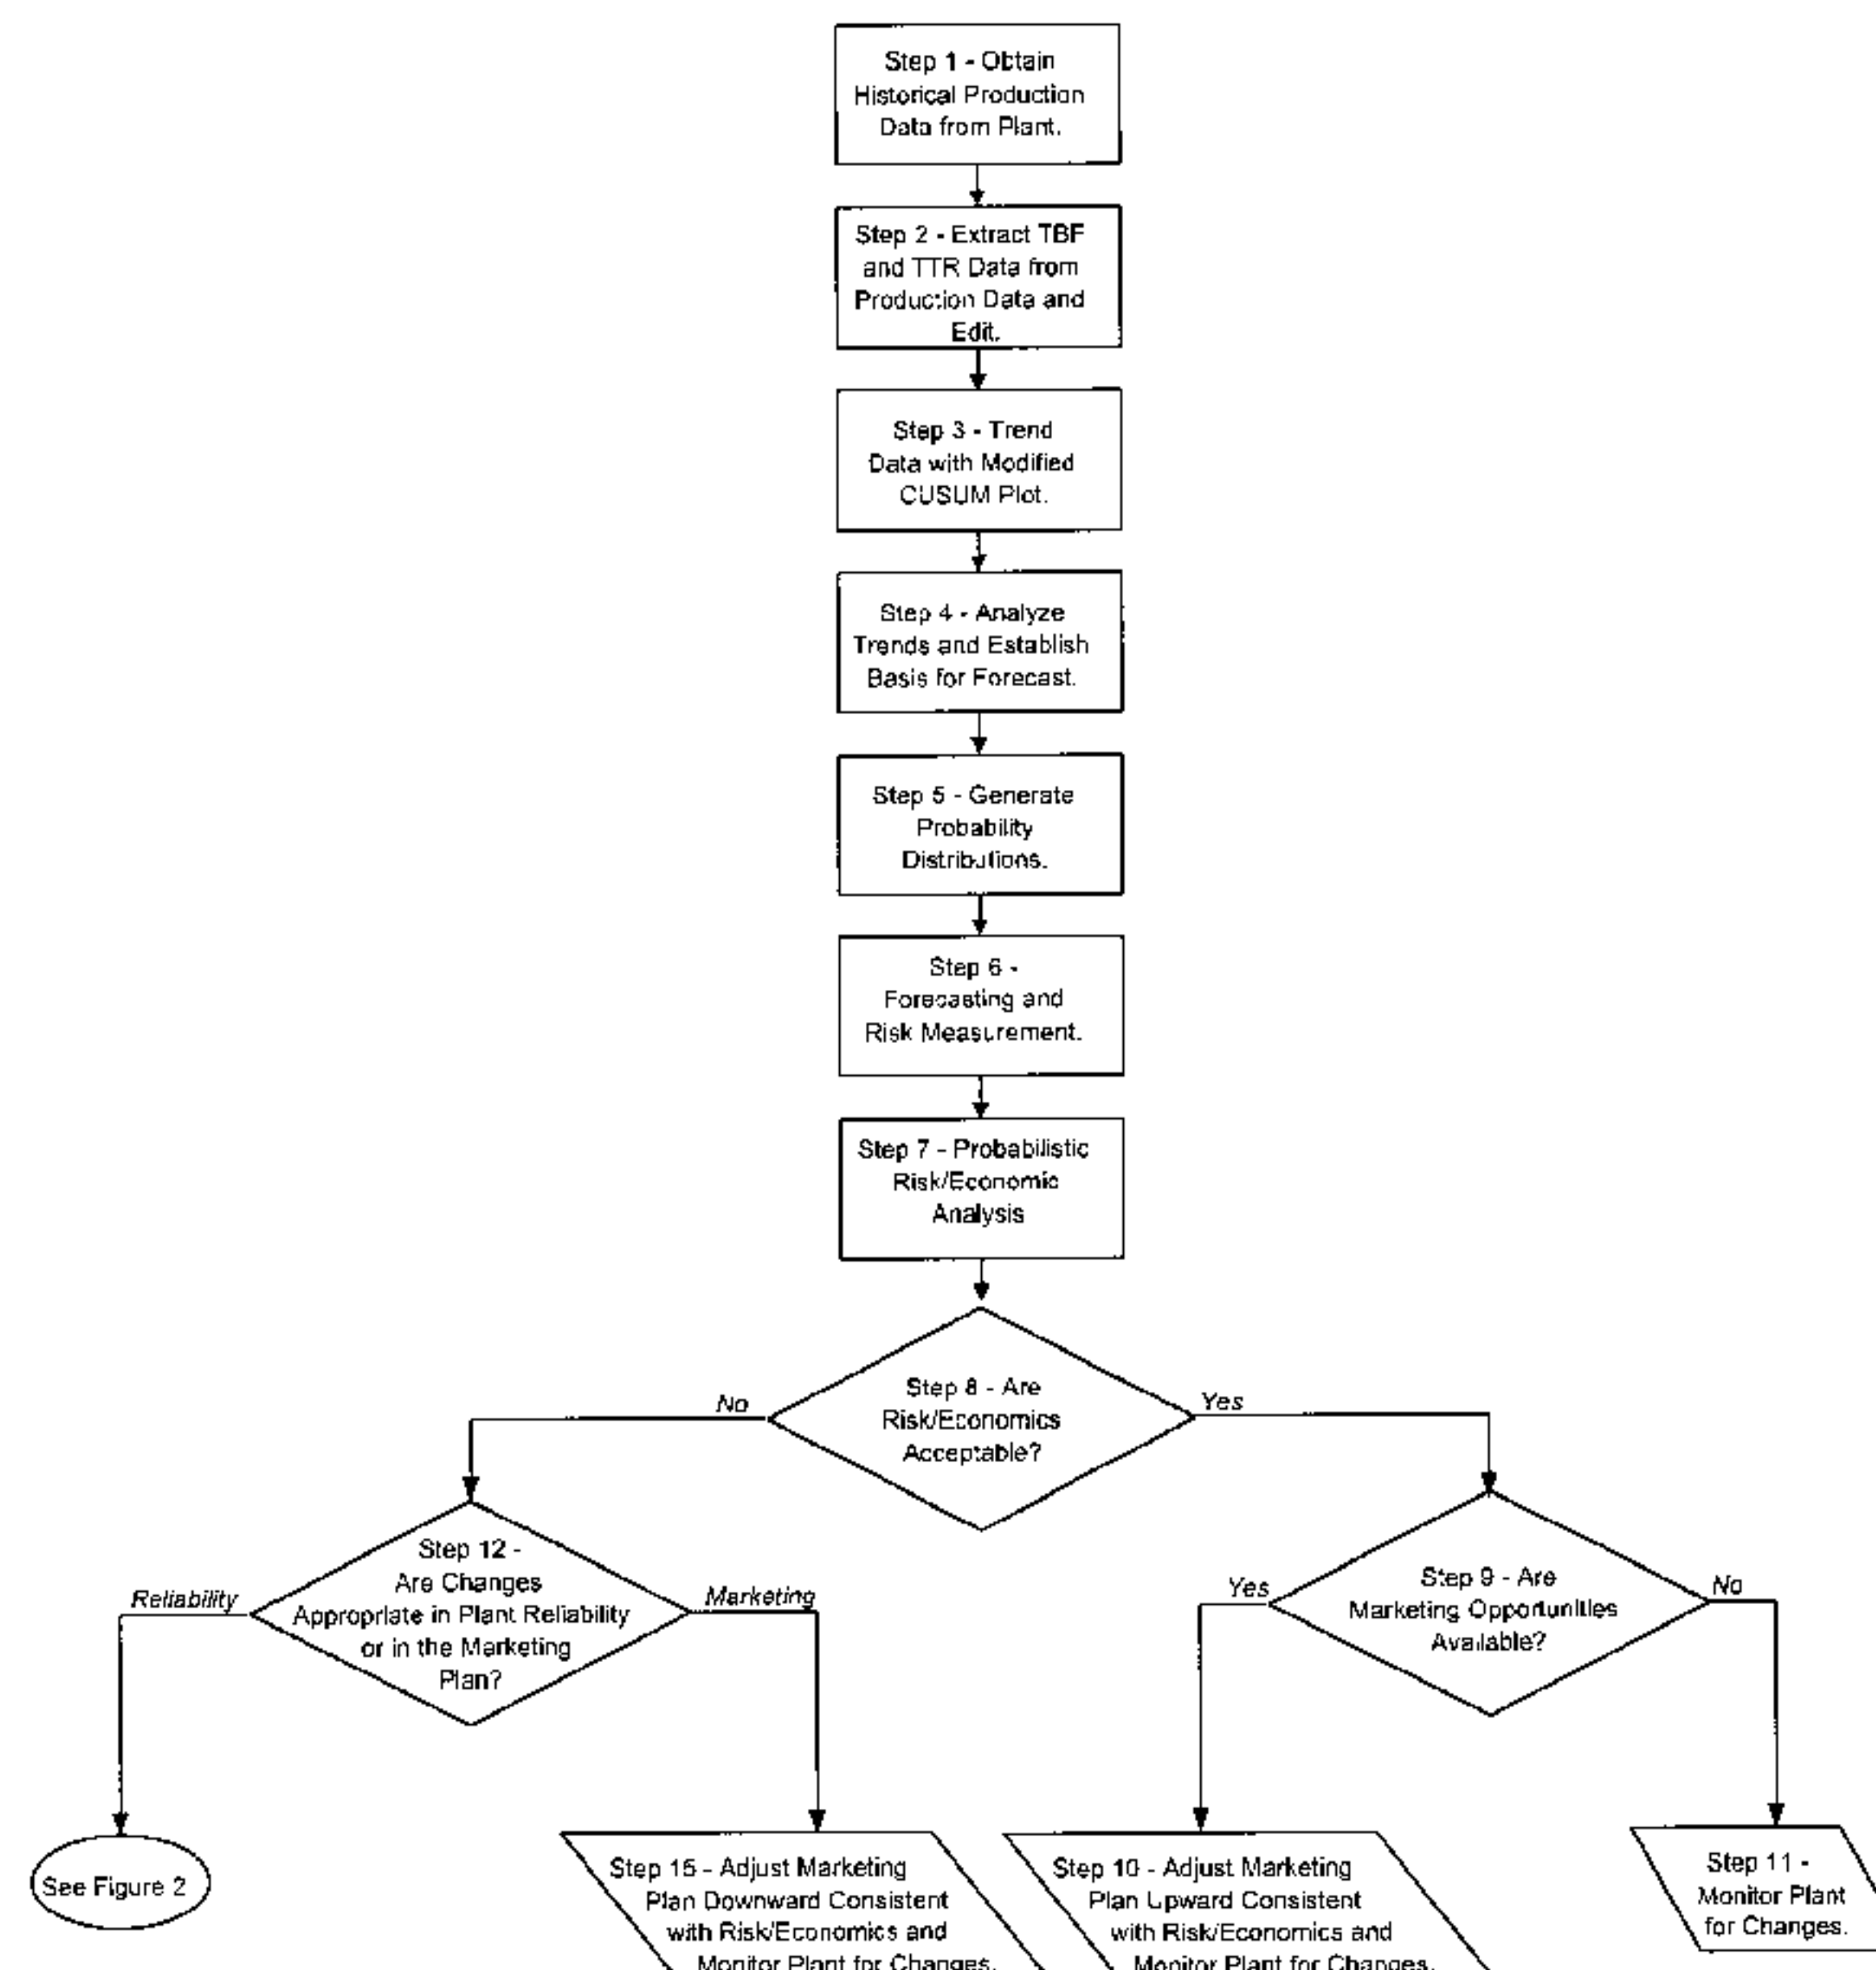 Step 1 - Obtain
Historical Production
Data from Plant.
Step 2 - Extract TBF
and TTR Data from
Production Data and
Edit.
Step 3 - Trend
Data with Modified
CUSUM Plot.
Step 4 - Analyze
Trends and Establish
Basis for Forecast.
Step 5 - Generate
Probability
Distributions.
Step 6 -
Forecasting and
Risk Measurement.
Step 7 - Probabilistic
Risk/Economic
Analysis
Step 8 - Are
Risk/Economics
Acceptable?
No
Yes
Step 12 -
Are Changes
Appropriate in Plant Reliability
or in the Marketing
Plan?
Reliability
Marketing
Step 9 - Are
Marketing Opportunities
Available?
Yes
No
See Figure 2
Step 15 - Adjust Marketing
Plan Downward Consistent
with Risk/Economics and
Monitor Plant for Changes.
Step 10 - Adjust Marketing
Plan Upward Consistent
with Risk/Economics and
Monitor Plant for Changes.
Step 11 -
Monitor Plant
for Changes.